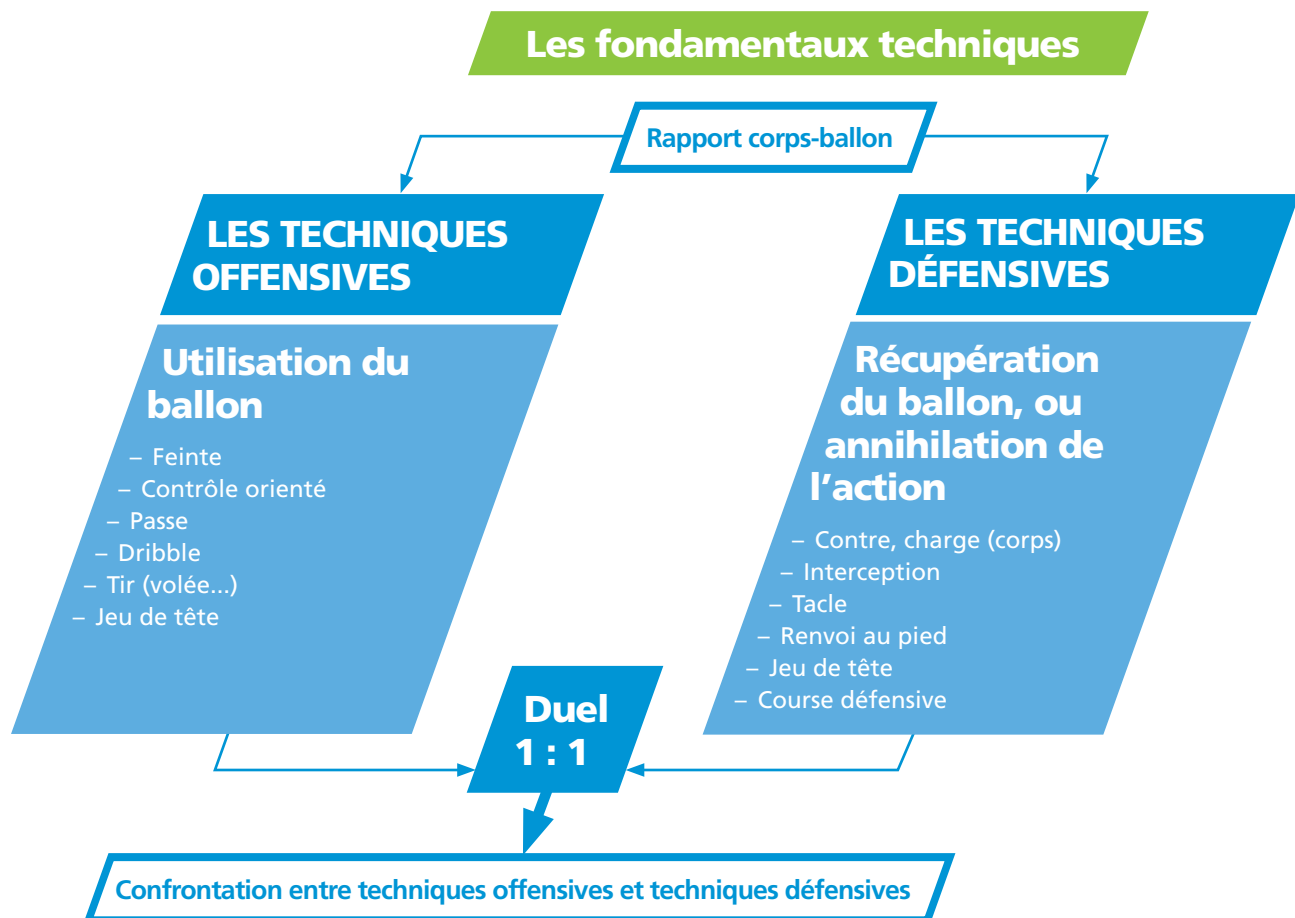 Les fondamentaux techniques
Rapport corps-ballon
LES TECHNIQUES
OFFENSIVES
Utilisation du
ballon
– Feinte
– Contrôle orienté
– Passe
– Dribble
– Tir (volée...)
– Jeu de tête
LES TECHNIQUES
DÉFENSIVES
Récupération
du ballon, ou
annihilation de
l’action
– Contre, charge (corps)
– Interception
– Tacle
– Renvoi au pied
– Jeu de tête
– Course défensive
Duel
1 : 1
Confrontation entre techniques offensives et techniques défensives